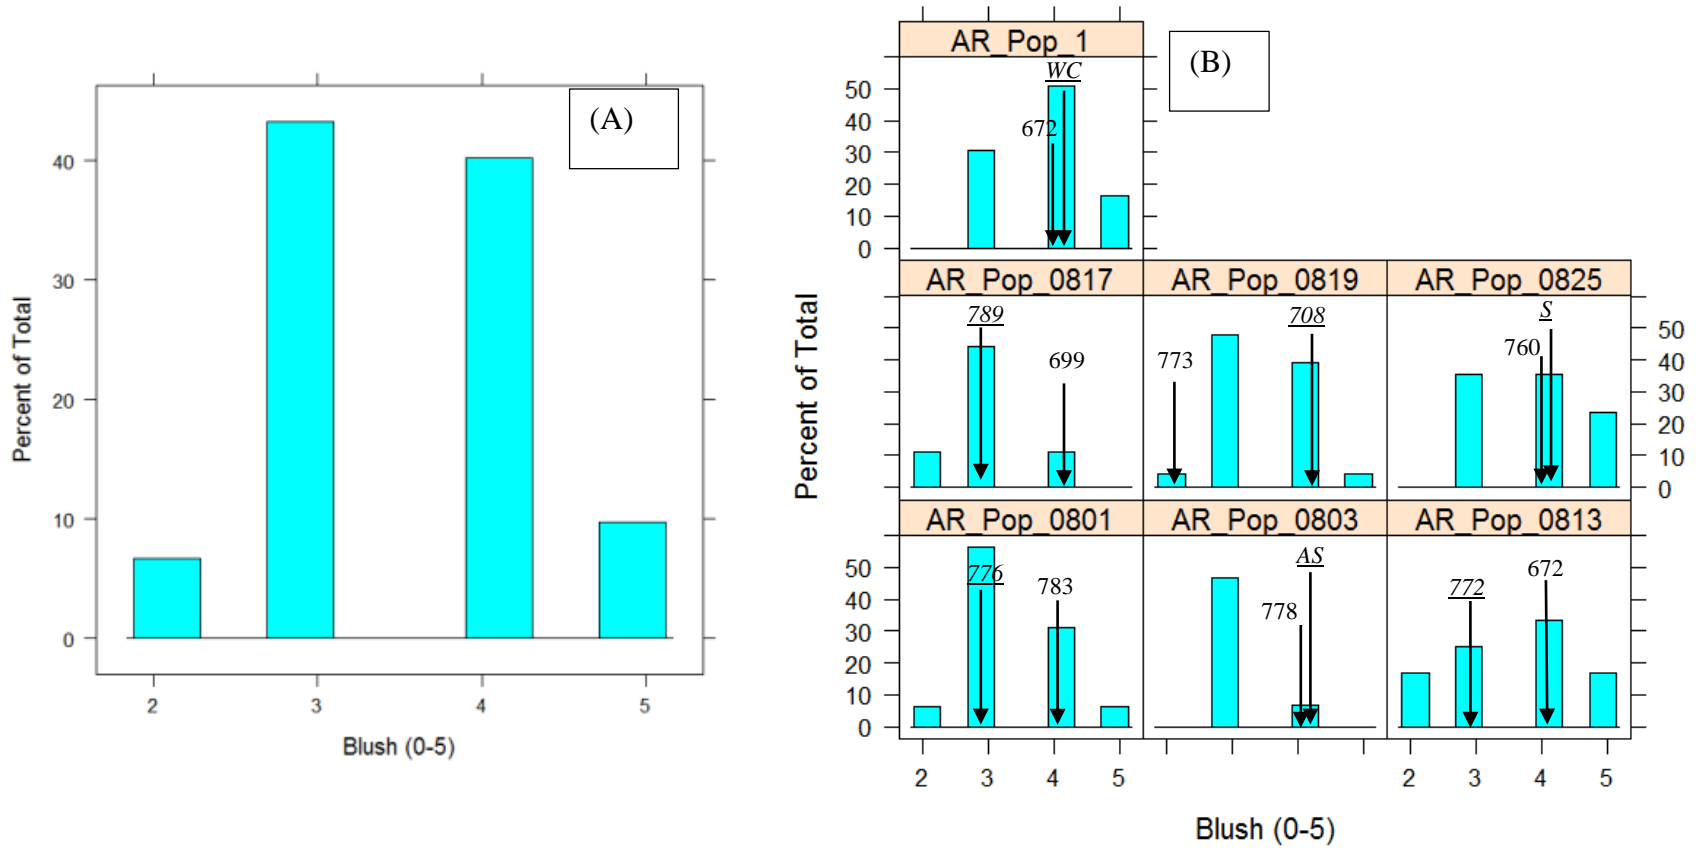 (A)
Percent of Total
40
30
20
10
0
2 3 4 5
Blush (0-5)
(B)
Percent of Total
AR_Pop_1
WC
672
50
40
30
20
10
0
AR_Pop_0817 AR_Pop_0819 AR_Pop_0825
789 699
773 708
760 S
50
40
30
20
10
0
AR_Pop_0801 AR_Pop_0803 AR_Pop_0813
776 783
778 AS
772 672
50
40
30
20
10
0
2 3 4 5 2 3 4 5
Blush (0-5)